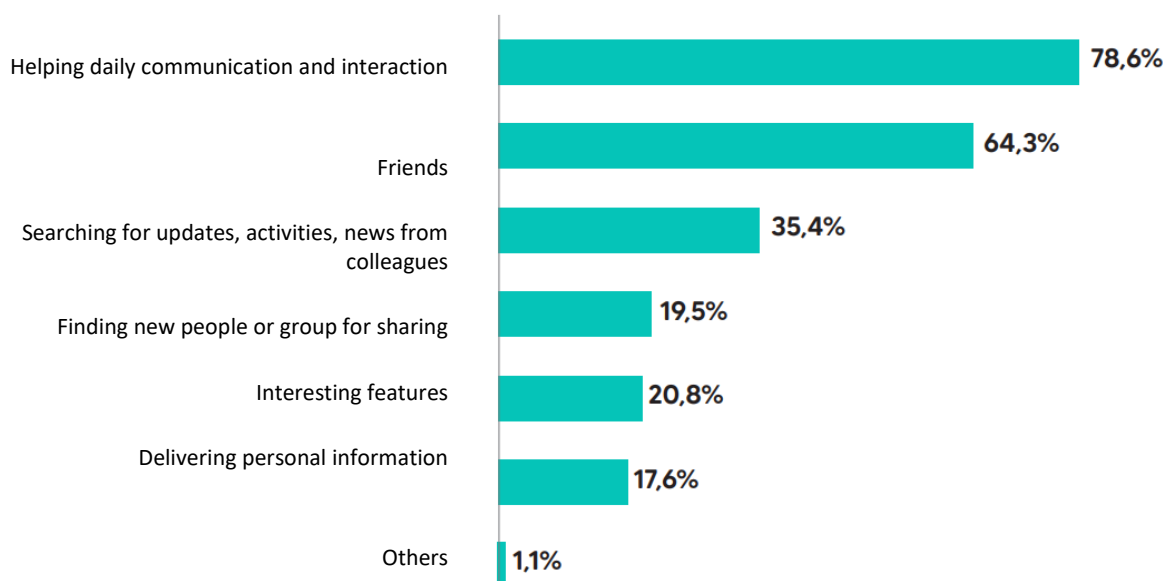 Helping daily communication and interaction
78,6%
Friends
64,3%
Searching for updates, activities, news from
colleagues
35,4%
Finding new people or group for sharing
19,5%
Interesting features
20,8%
Delivering personal information
17,6%
Others
1,1%